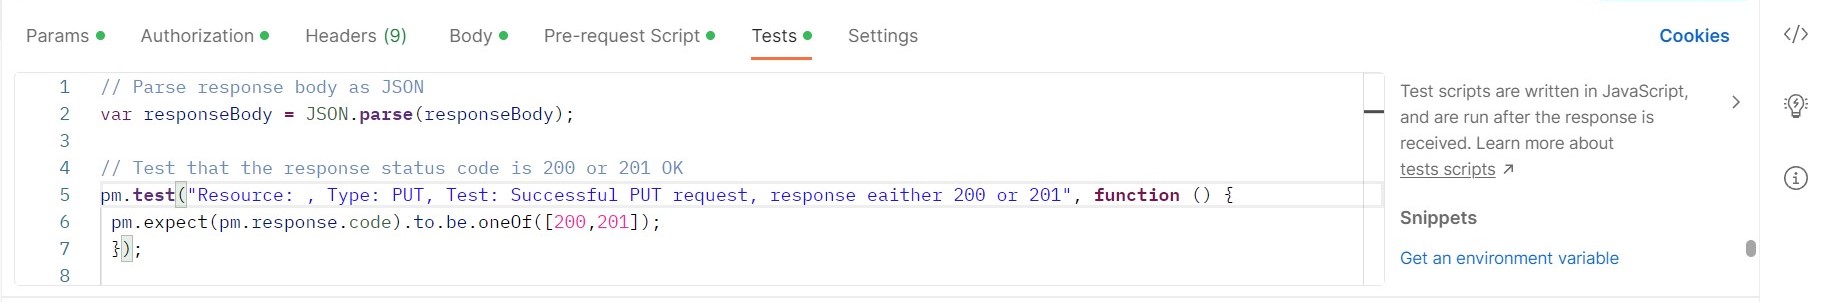 Params Authorization Headers (9) Body Pre-request Script Tests Settings Cookies
1 // Parse response body as JSON
2 var responseBody = JSON.parse(responseBody);
3
4 // Test that the response status code is 200 or 201 OK
5 pm.test("Resource: , Type: PUT, Test: Successful PUT request, response eaither 200 or 201", function () {
6 pm.expect(pm.response.code).to.be.oneOf([200,201]);
7 });
8
Test scripts are written in JavaScript,
and are run after the response is
received. Learn more about
tests scripts ↗
Snippets
Get an environment variable